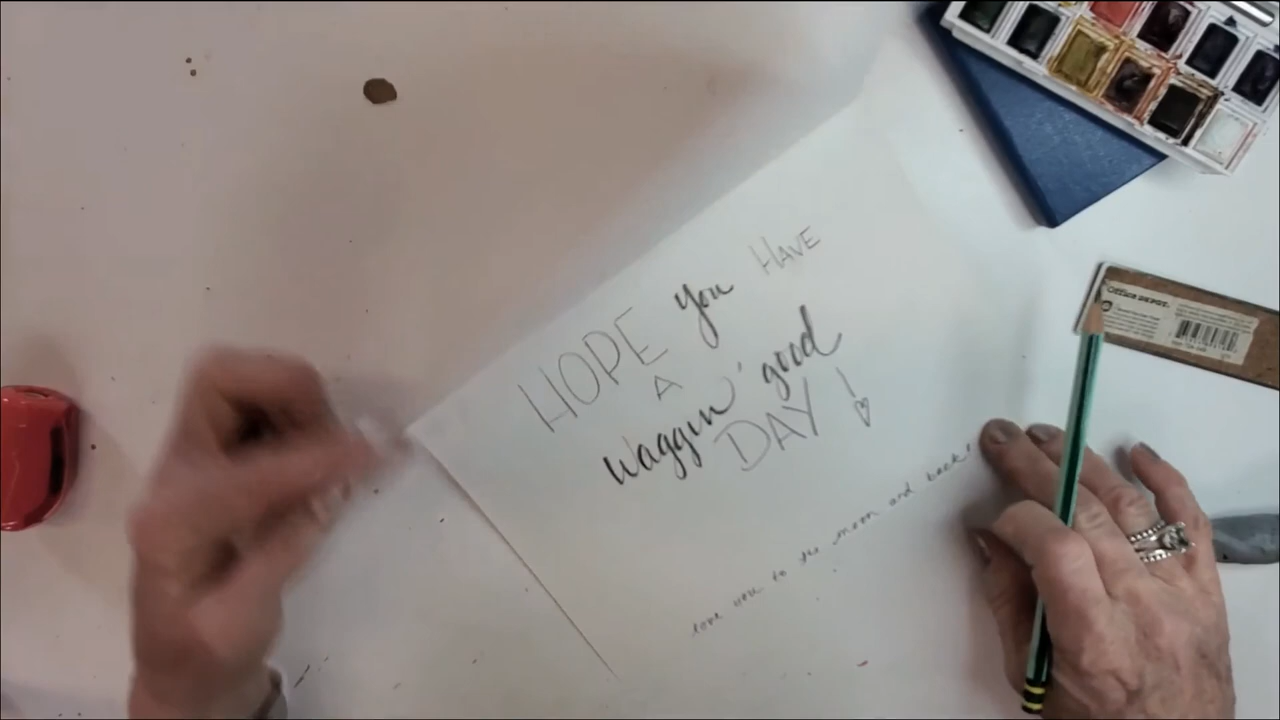 HOPE you HAVE
A
waggin' good
DAY!
love you to the moon and back!
Office DEPOT.